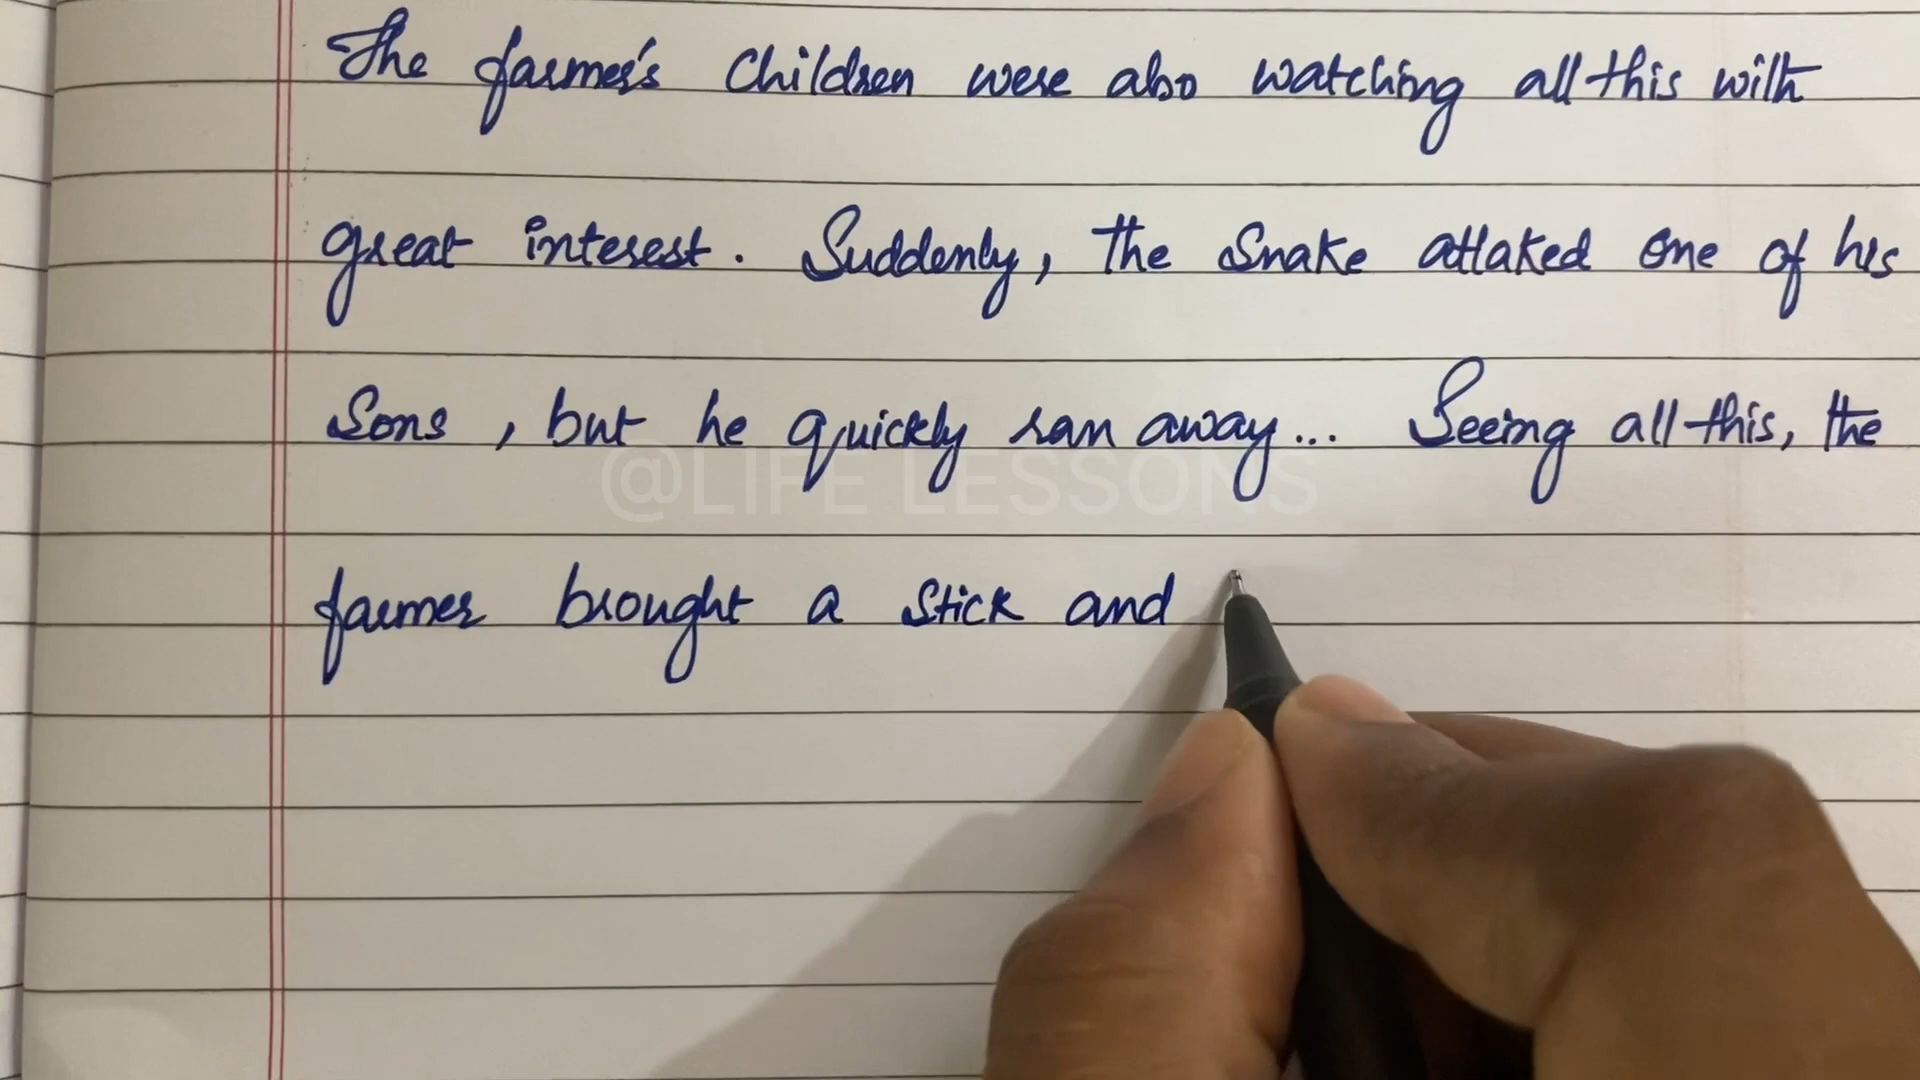 The farmer's Children were also watching all this with
great interest. Suddenly, the Snake attaked one of his
Sons, but he quickly ran away... Seeing all this, the
@LIFE LESSONS
farmer brought a Stick and